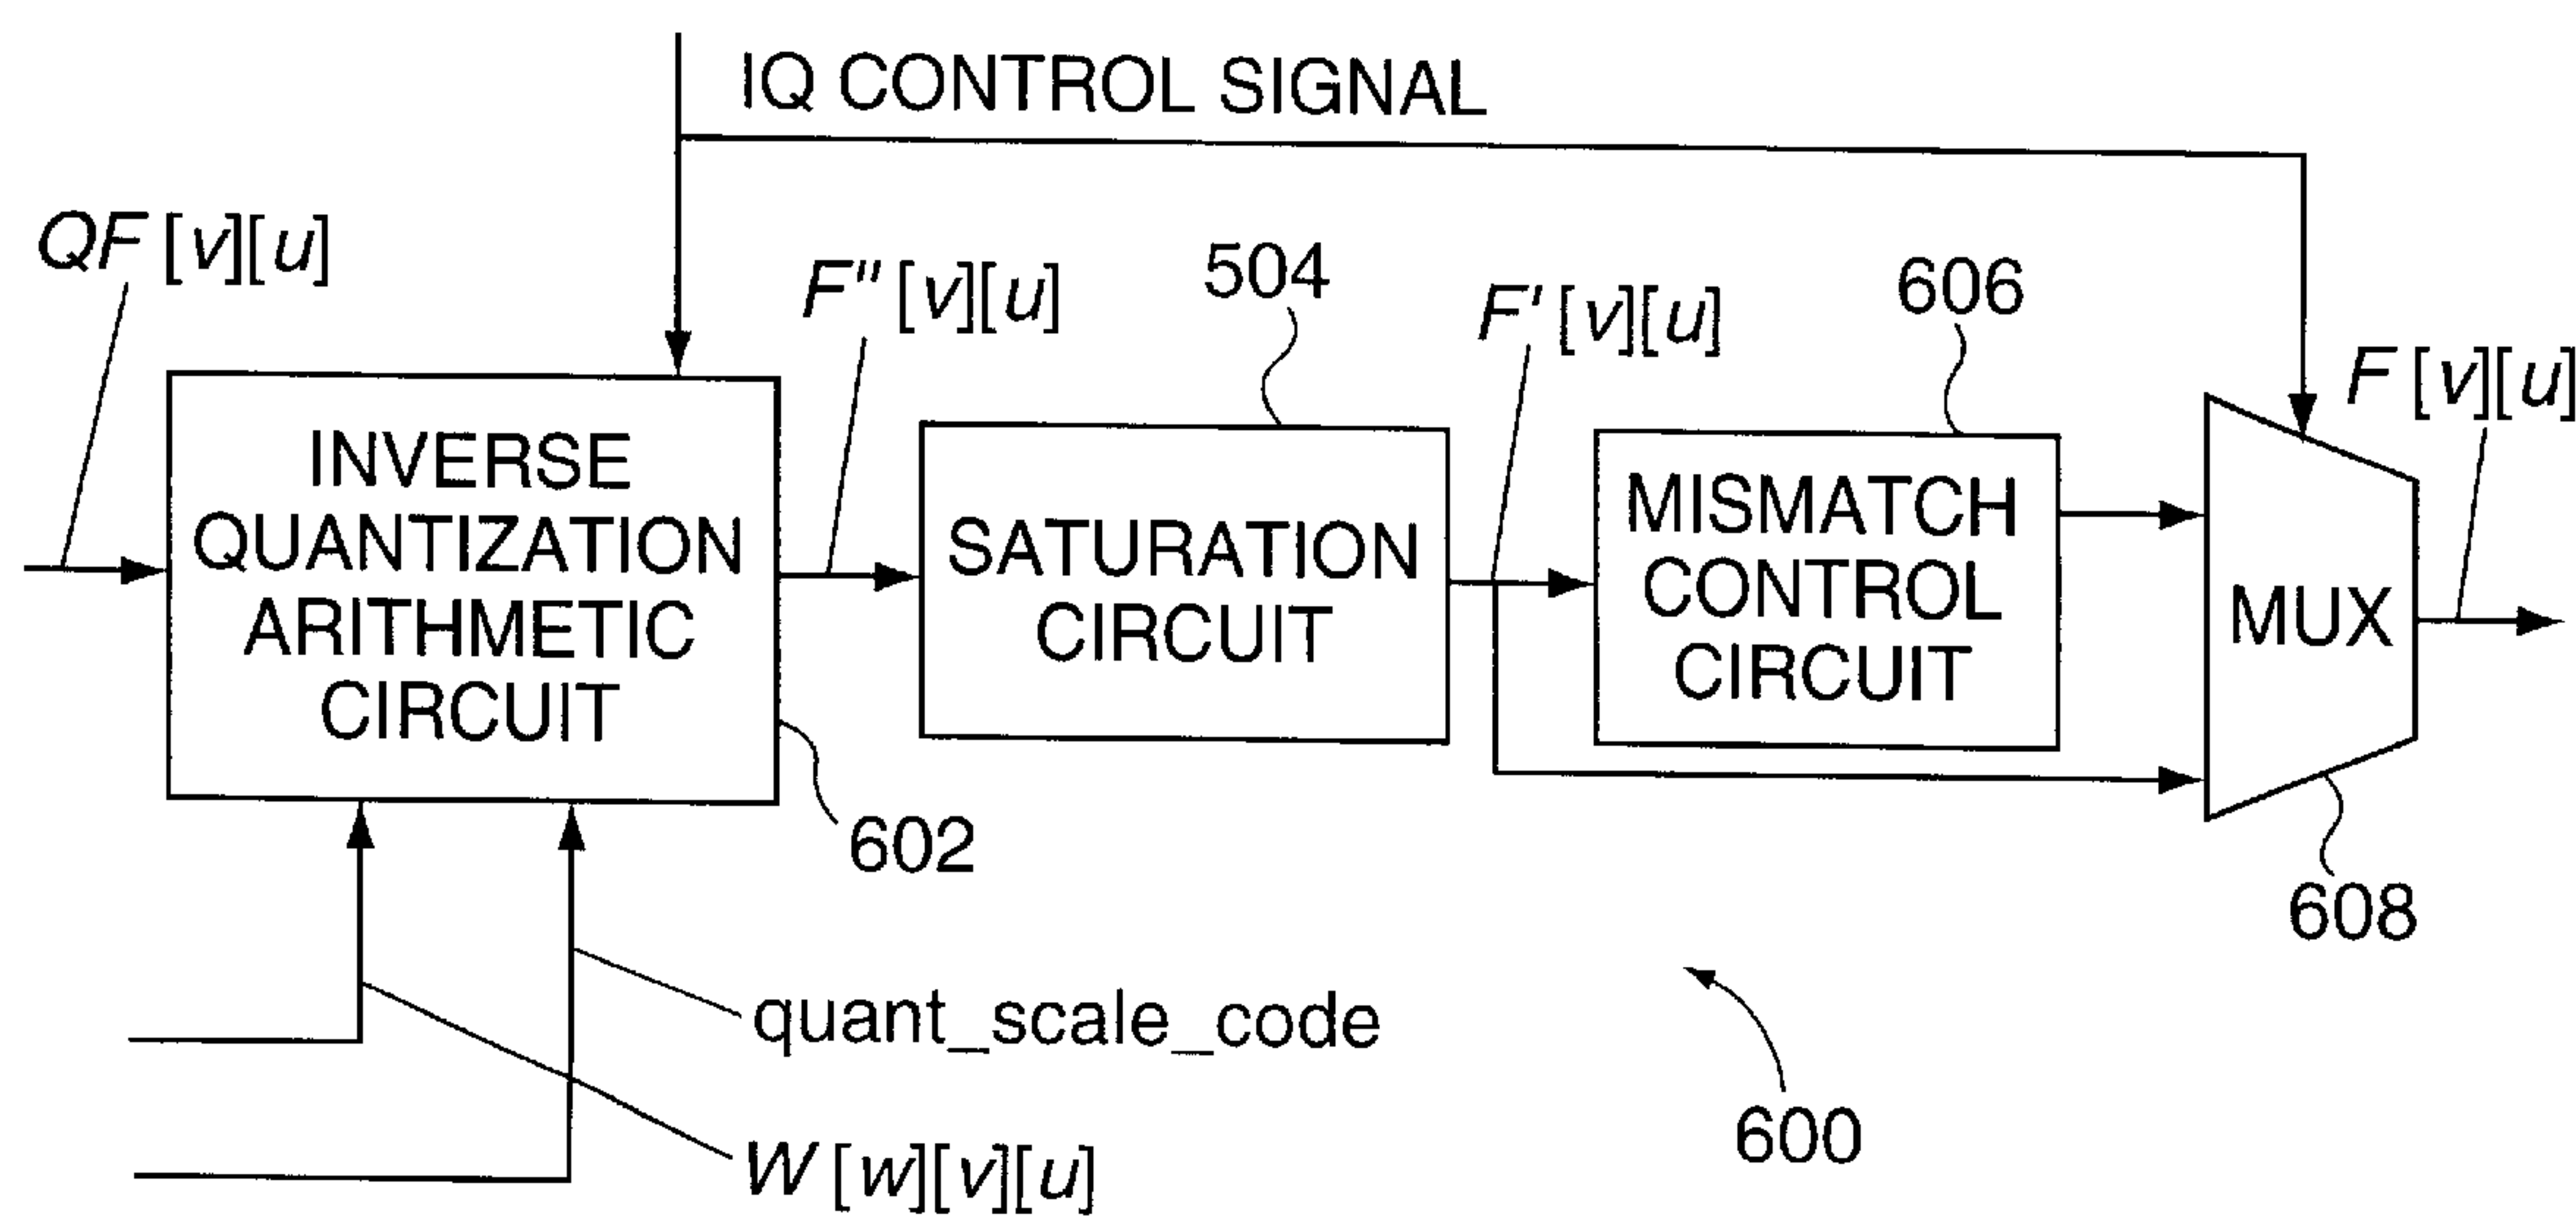 IQ CONTROL SIGNAL
QF [v][u]
F" [v][u]
504
F' [v][u]
606
F [v][u]
INVERSE
QUANTIZATION
ARITHMETIC
CIRCUIT
SATURATION
CIRCUIT
MISMATCH
CONTROL
CIRCUIT
MUX
602
608
quant_scale_code
600
W [w][v][u]